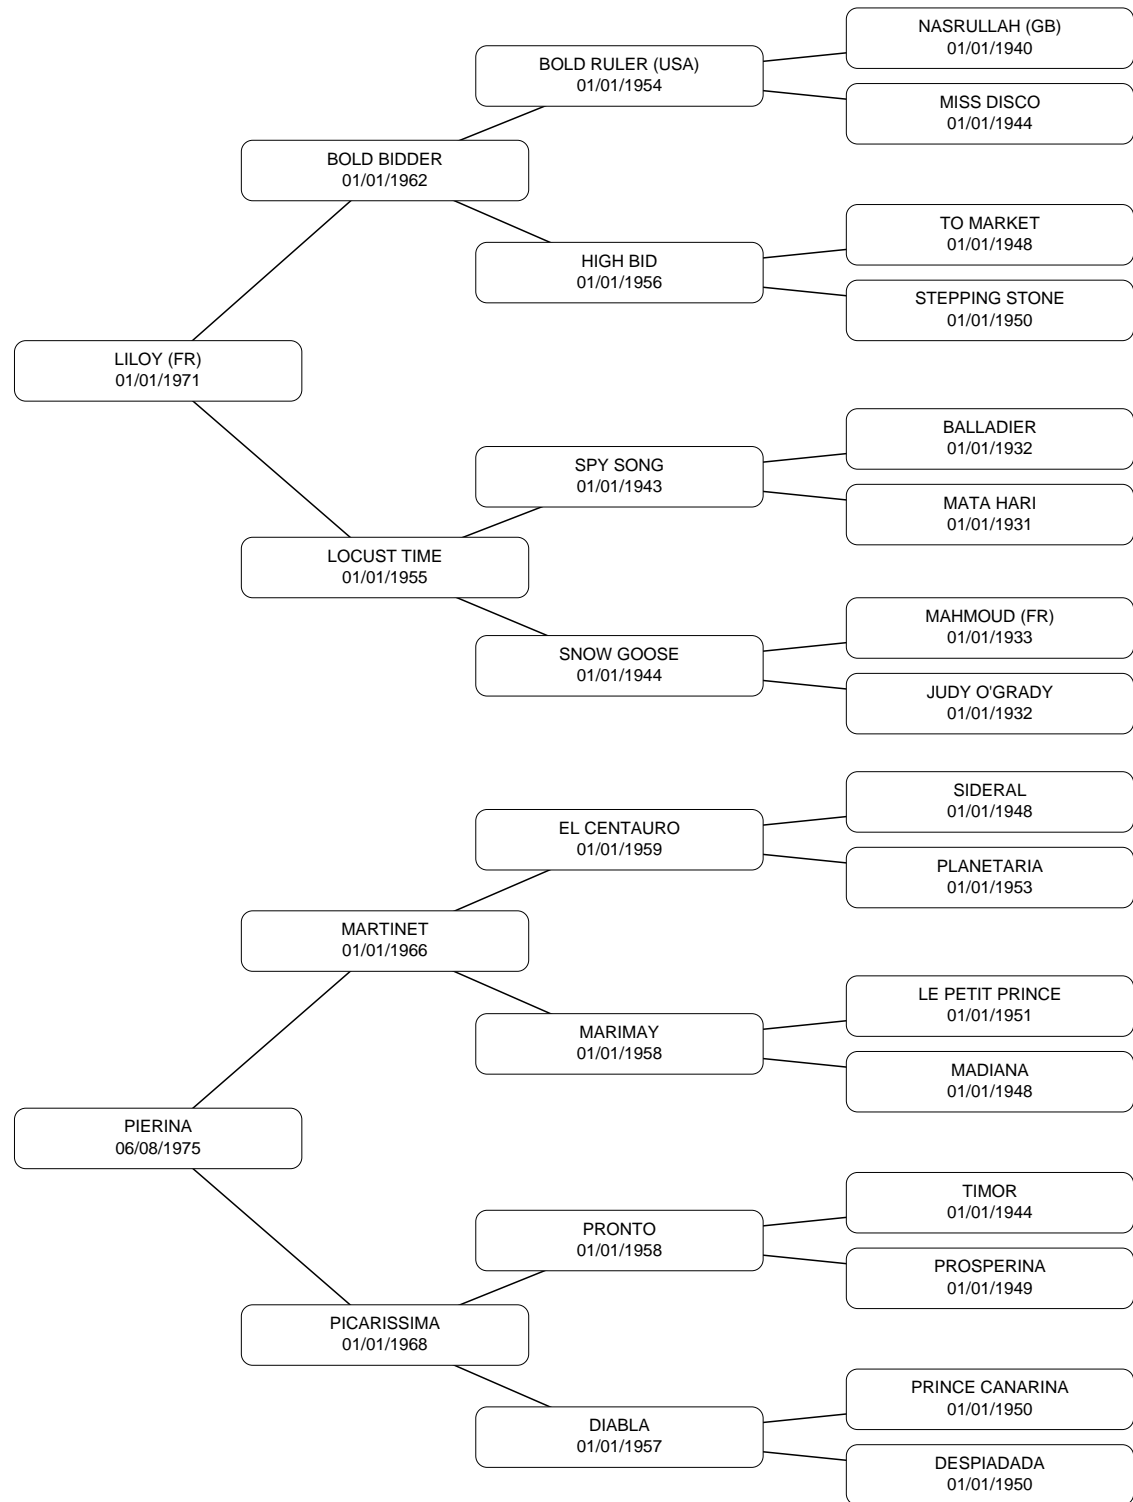 NASRULLAH (GB)
01/01/1940
BOLD RULER (USA)
01/01/1954
MISS DISCO
01/01/1944
BOLD BIDDER
01/01/1962
TO MARKET
01/01/1948
HIGH BID
01/01/1956
STEPPING STONE
01/01/1950
LILOY (FR)
01/01/1971
BALLADIER
01/01/1932
SPY SONG
01/01/1943
MATA HARI
01/01/1931
LOCUST TIME
01/01/1955
MAHMOUD (FR)
01/01/1933
SNOW GOOSE
01/01/1944
JUDY O'GRADY
01/01/1932
SIDERAL
01/01/1948
EL CENTAURO
01/01/1959
PLANETARIA
01/01/1953
MARTINET
01/01/1966
LE PETIT PRINCE
01/01/1951
MARIMAY
01/01/1958
MADIANA
01/01/1948
PIERINA
06/08/1975
TIMOR
01/01/1944
PRONTO
01/01/1958
PROSPERINA
01/01/1949
PICARISSIMA
01/01/1968
PRINCE CANARINA
01/01/1950
DIABLA
01/01/1957
DESPIADADA
01/01/1950